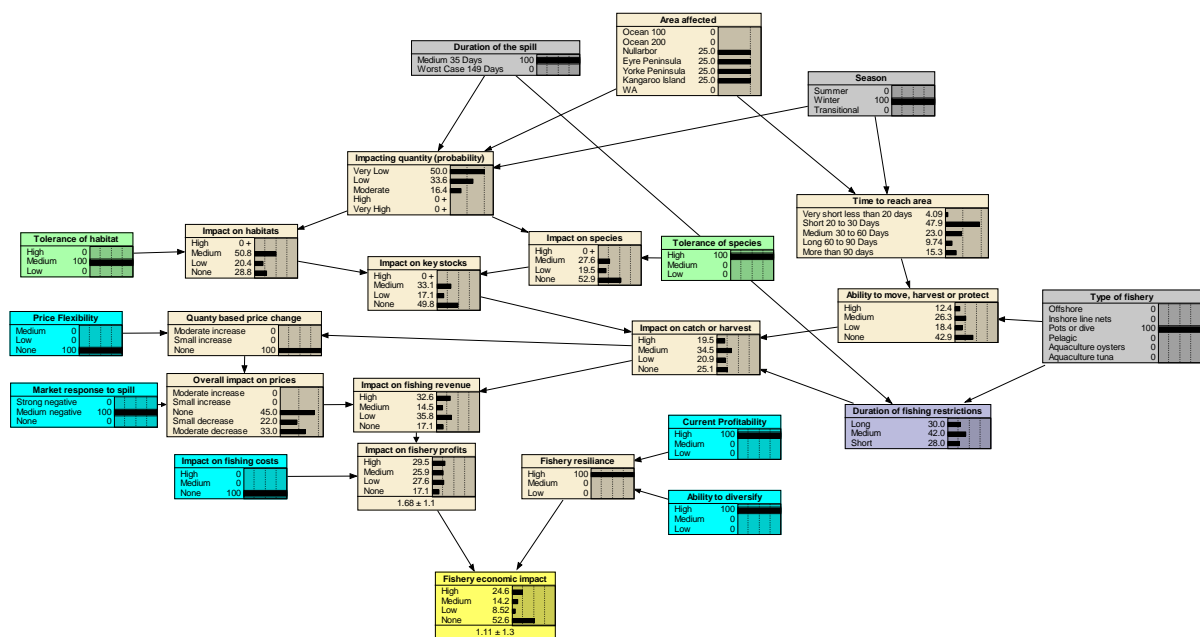 Area affected
Ocean 100 0
Ocean 200 0
Nullarbor 25.0
Eyre Peninsula 25.0
Yorke Peninsula 25.0
Kangaroo Island 25.0
WA 0
Duration of the spill
Medium 35 Days 100
Worst Case 149 Days 0
Season
Summer 0
Winter 100
Transitional 0
Impacting quantity (probability)
Very Low 50.0
Low 33.6
Moderate 16.4
High 0 +
Very High 0 +
Time to reach area
Very short less than 20 days 4.09
Short 20 to 30 Days 47.9
Medium 30 to 60 Days 23.0
Long 60 to 90 Days 9.74
More than 90 days 15.3
Tolerance of habitat
High 0
Medium 100
Low 0
Impact on habitats
High 0 +
Medium 50.8
Low 20.4
None 28.8
Impact on species
High 0 +
Medium 27.6
Low 19.5
None 52.9
Tolerance of species
High 100
Medium 0
Low 0
Impact on key stocks
High 0 +
Medium 33.1
Low 17.1
None 49.8
Ability to move, harvest or protect
High 12.4
Medium 26.3
Low 18.4
None 42.9
Type of fishery
Offshore 0
Inshore line nets 0
Pots or dive 100
Pelagic 0
Aquaculture oysters 0
Aquaculture tuna 0
Price Flexibility
Medium 0
Low 0
None 100
Quanty based price change
Moderate increase 0
Small increase 0
None 100
Impact on catch or harvest
High 19.5
Medium 34.5
Low 20.9
None 25.1
Market response to spill
Strong negative 0
Medium negative 100
None 0
Overall impact on prices
Moderate increase 0
Small increase 0
None 45.0
Small decrease 22.0
Moderate decrease 33.0
Impact on fishing revenue
High 32.6
Medium 14.5
Low 35.8
None 17.1
Duration of fishing restrictions
Long 30.0
Medium 42.0
Short 28.0
Current Profitability
High 100
Medium 0
Low 0
Impact on fishing costs
High 0
Medium 0
None 100
Impact on fishery profits
High 29.5
Medium 25.9
Low 27.6
None 17.1
1.68 ± 1.1
Fishery resiliance
High 100
Medium 0
Low 0
Ability to diversify
High 100
Medium 0
Low 0
Fishery economic impact
High 24.6
Medium 14.2
Low 8.52
None 52.6
1.11 ± 1.3